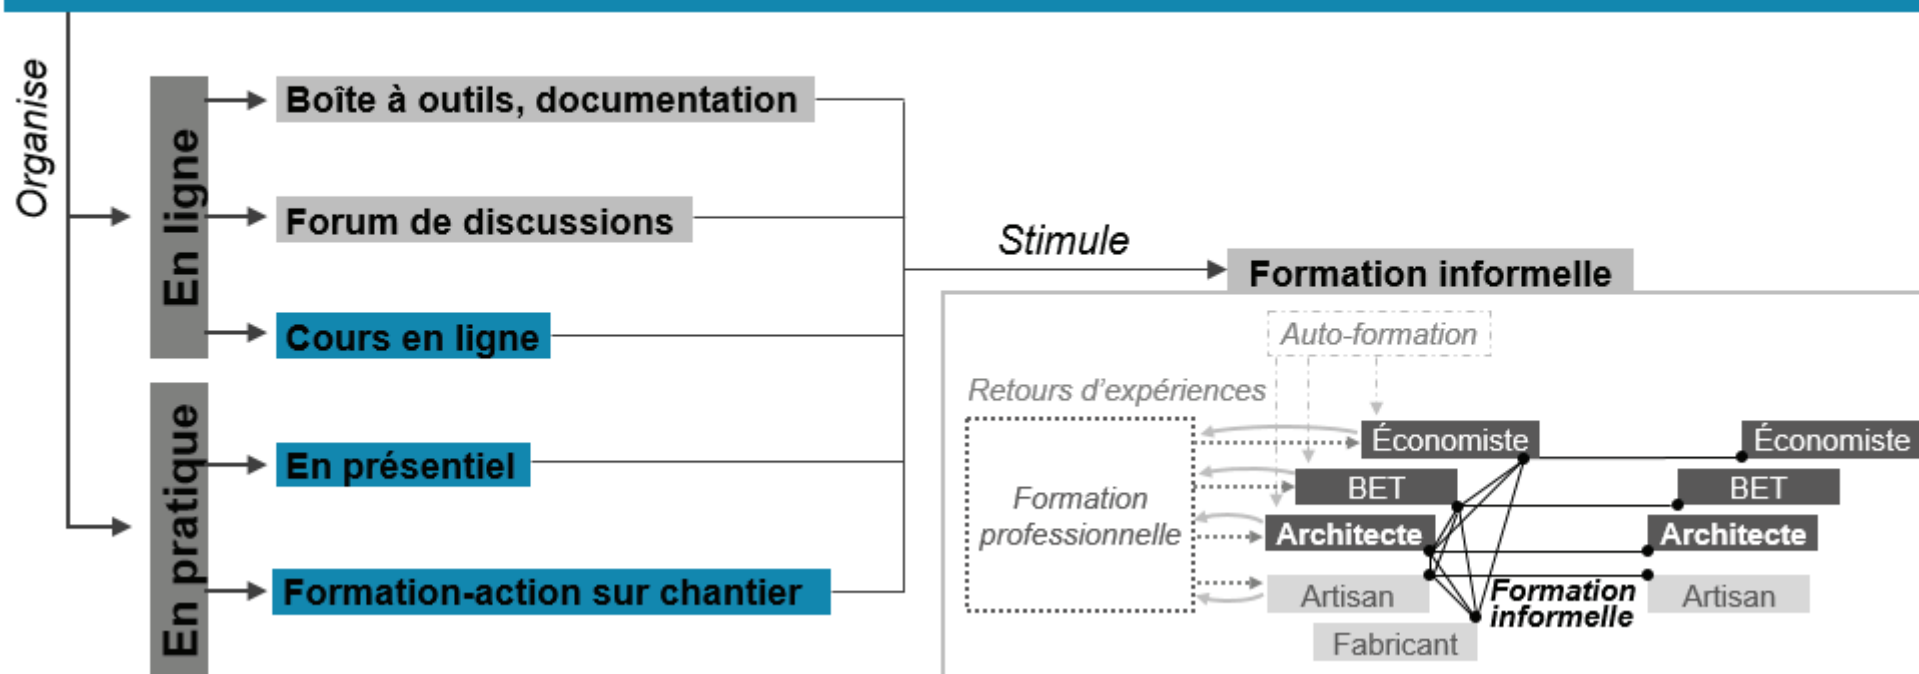 Organise
En ligne
Boîte à outils, documentation
Forum de discussions
Cours en ligne
En pratique
En présentiel
Formation-action sur chantier
Stimule
Formation informelle
Auto-formation
Retours d’expériences
Formation
professionnelle
Économiste
Économiste
BET
BET
Architecte
Architecte
Artisan
Formation
informelle
Artisan
Fabricant